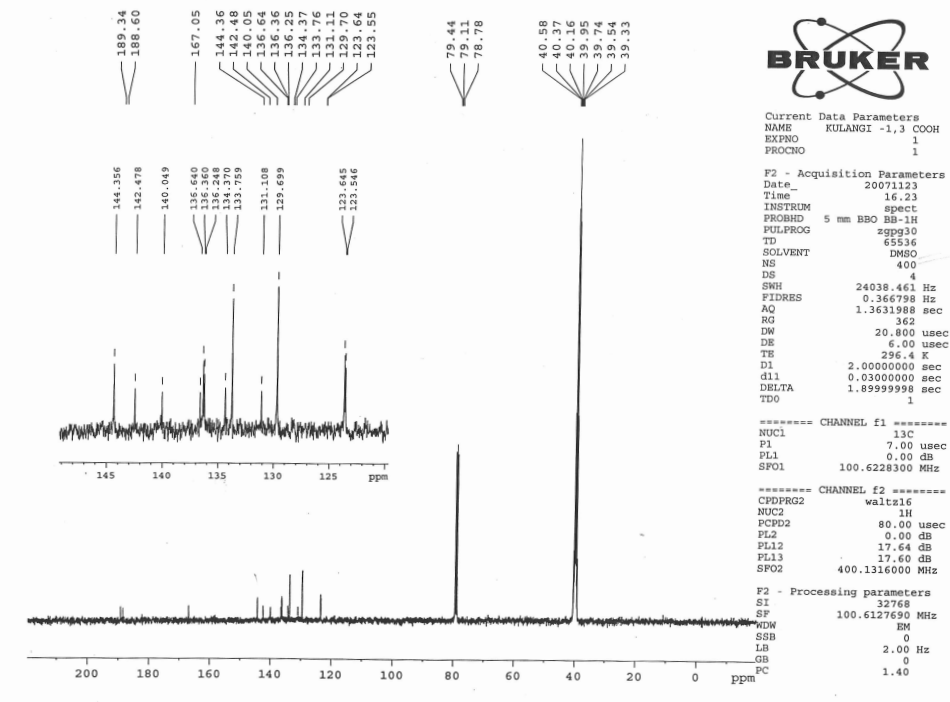 189.34
188.60
167.05
144.36
142.48
140.05
136.64
136.36
136.25
134.37
133.76
131.11
129.70
123.64
123.55
79.44
79.11
78.78
40.58
40.37
40.16
39.95
39.74
39.54
39.33
144.356
142.478
140.049
136.640
136.360
136.248
134.370
133.759
131.108
129.699
123.645
123.546
145 140 135 130 125 ppm
200 180 160 140 120 100 80 60 40 20 0 ppm
BRUKER
Current Data Parameters
NAME KULANGI -1,3 COOH
EXPNO 1
PROCNO 1
F2 - Acquisition Parameters
Date_ 20071123
Time 16.23
INSTRUM spect
PROBHD 5 mm BBO BB-1H
PULPROG zgpg30
TD 65536
SOLVENT DMSO
NS 400
DS 4
SWH 24038.461 Hz
FIDRES 0.366798 Hz
AQ 1.3631988 sec
RG 362
DW 20.800 usec
DE 6.00 usec
TE 296.4 K
D1 2.00000000 sec
d11 0.03000000 sec
DELTA 1.89999998 sec
TD0 1
======== CHANNEL f1 ========
NUC1 13C
P1 7.00 usec
PL1 0.00 dB
SFO1 100.6228300 MHz
======== CHANNEL f2 ========
CPDPRG2 waltz16
NUC2 1H
PCPD2 80.00 usec
PL2 0.00 dB
PL12 17.64 dB
PL13 17.60 dB
SFO2 400.1316000 MHz
F2 - Processing parameters
SI 32768
SF 100.6127690 MHz
WDW EM
SSB 0
LB 2.00 Hz
GB 0
PC 1.40